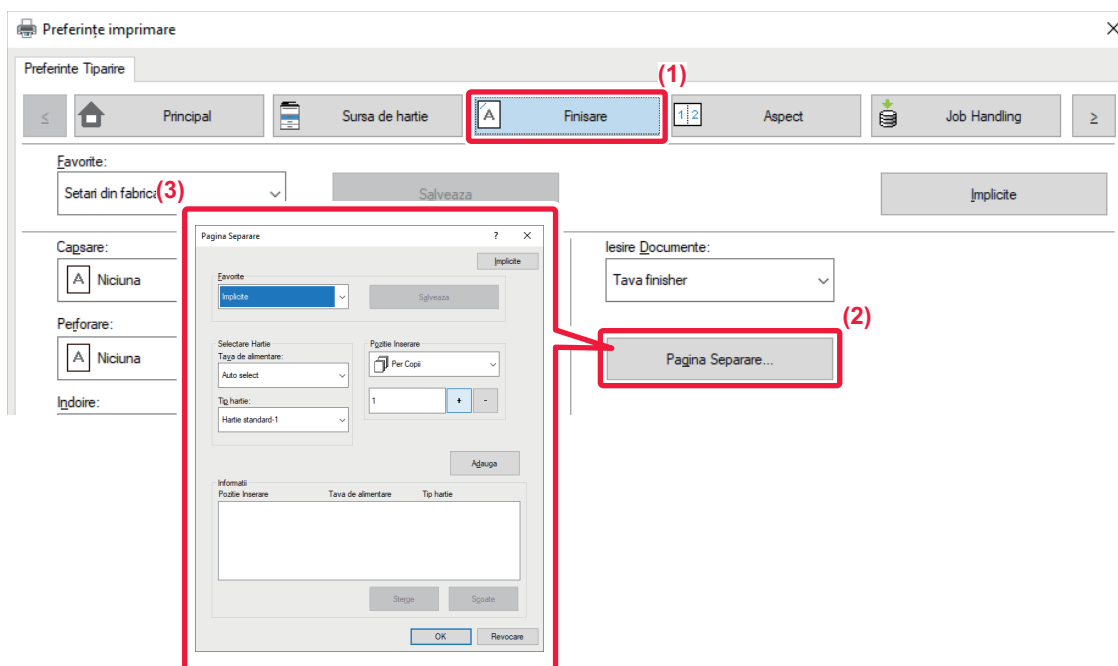 Preferințe imprimare
Preferinte Tiparire
(1)
≤ Principal Sursa de hartie A Finisare 1 2 Aspect Job Handling ≥
Favorite:
Setari din fabrica
Salveaza
Implicite
(3)
Capsare:
A Niciuna
Perforare:
A Niciuna
Indoire:
Iesire Documente:
Tava finisher
(2)
Pagina Separare...
Pagina Separare ?
Implicite
Favorite
Implicite
Salveaza
Selectare Hartie
Tava de alimentare:
Auto select
Tip hartie:
Hartie standard-1
Pozitie Inserare
Per Copii
1 + -
Adauga
Informatii
Pozitie Inserare Tava de alimentare Tip hartie
Sterge Scoate
OK Revocare